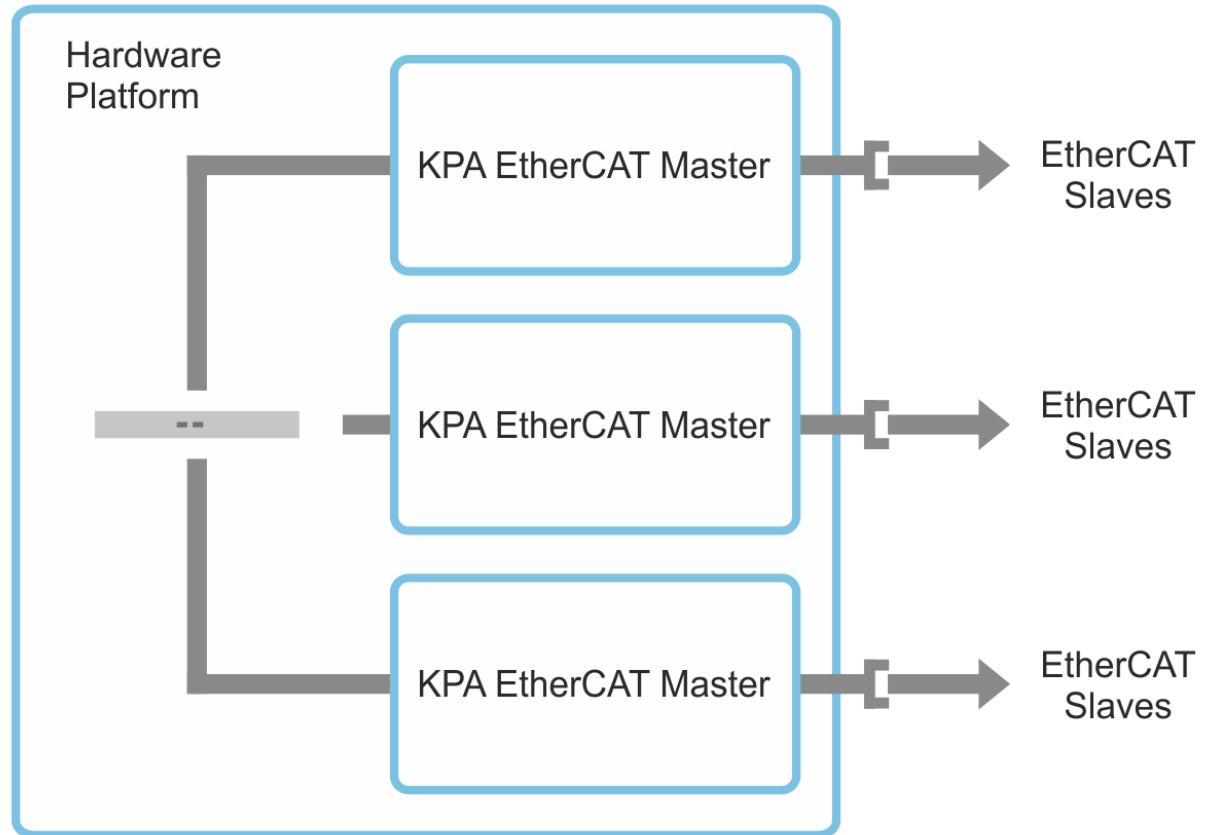 Hardware
Platform
KPA EtherCAT Master
EtherCAT
Slaves
KPA EtherCAT Master
EtherCAT
Slaves
KPA EtherCAT Master
EtherCAT
Slaves